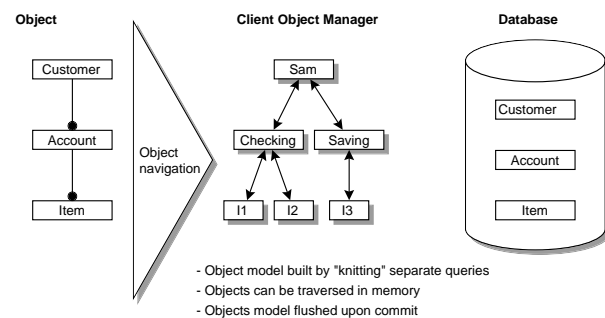 Object
Client Object Manager
Database
Customer
Account
Item
Object
navigation
Sam
Checking
Saving
I1
I2
I3
Customer
Account
Item
- Object model built by "knitting" separate queries
- Objects can be traversed in memory
- Objects model flushed upon commit